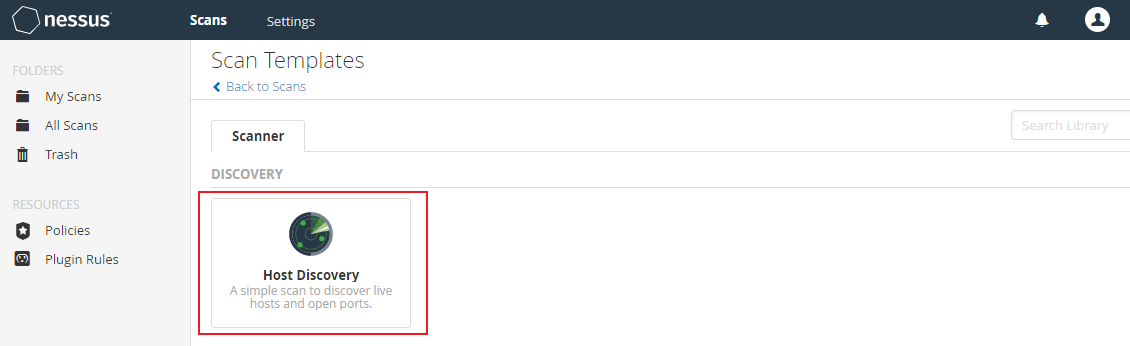 nessus
Scans
Settings
FOLDERS
My Scans
All Scans
Trash
RESOURCES
Policies
Plugin Rules
Scan Templates
Back to Scans
Scanner
Search Library
DISCOVERY
Host Discovery
A simple scan to discover live
hosts and open ports.